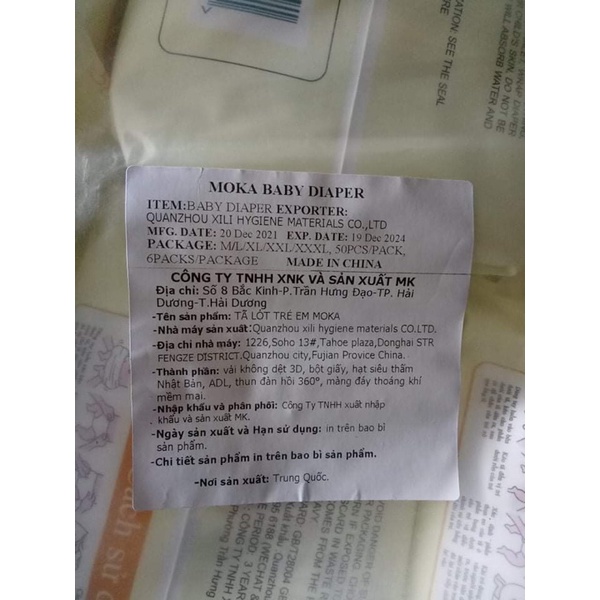 CATION: SEE THE SEAL
MOKA BABY DIAPER
ITEM:BABY DIAPER EXPORTER:
QUANZHOU XILI HYGIENE MATERIALS CO.,LTD
MFG. DATE: 20 Dec 2021 EXP. DATE: 19 Dec 2024
PACKAGE: M/L/XL/XXL/XXXL, 50PCS/PACK,
6PACKS/PACKAGE MADE IN CHINA
CÔNG TY TNHH XNK VÀ SẢN XUẤT MK
Địa chỉ: Số 8 Bắc Kinh-P.Trần Hưng Đạo-TP. Hải
Dương-T.Hải Dương
-Tên sản phẩm: TÃ LÓT TRẺ EM MOKA
-Nhà máy sản xuất:Quanzhou xili hygiene materials CO.LTD.
-Địa chỉ nhà máy: 1226,Soho 13#,Tahoe plaza,Donghai STR
FENGZE DISTRICT.Quanzhou city,Fujian Provice China.
-Thành phần: vải không dệt 3D, bột giấy, hạt siêu thấm
Nhật Bản, ADL, thun đàn hồi 360°, màng đáy thoáng khí
mềm mại.
-Nhập khẩu và phân phối: Công Ty TNHH xuất nhập
khẩu và sản xuất MK.
-Ngày sản xuất và Hạn sử dụng: in trên bao bì
sản phẩm.
-Chi tiết sản phẩm in trên bao bì sản phẩm.
-Nơi sản xuất: Trung Quốc.